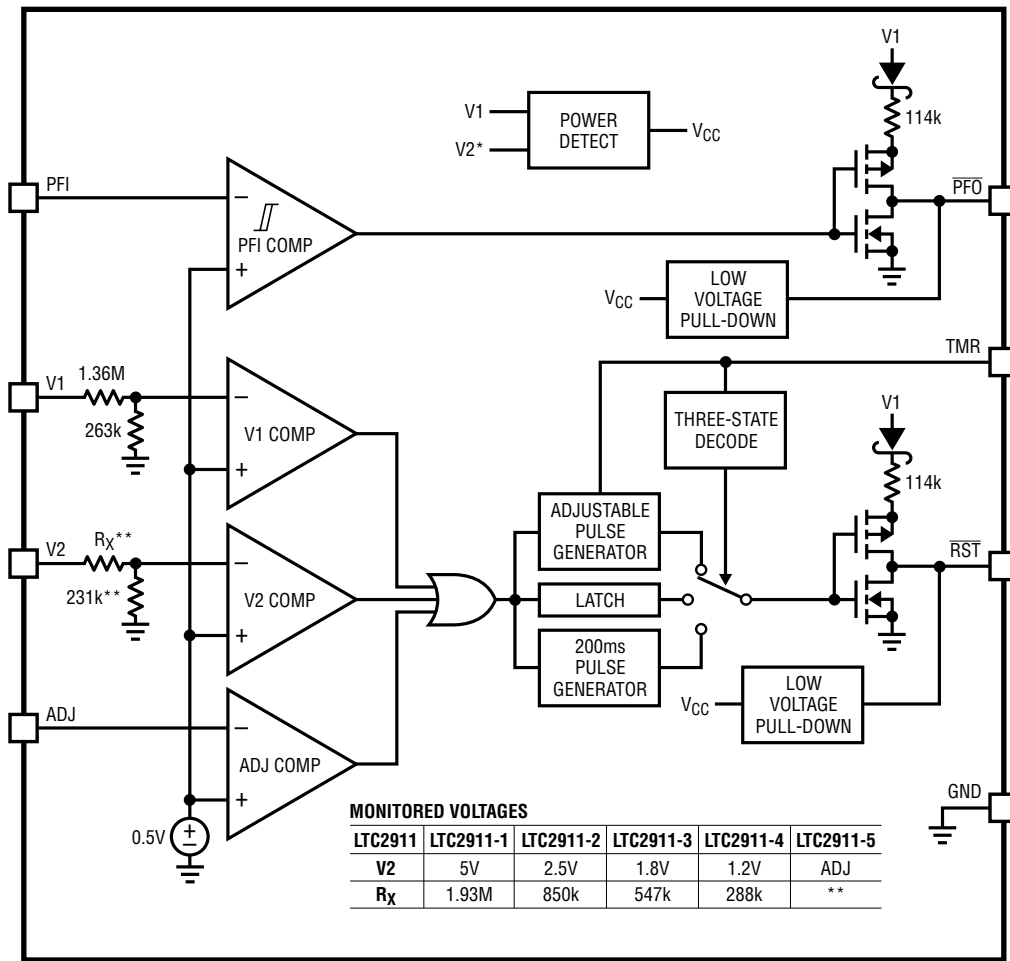 V1
114k
V1
V2*
POWER
DETECT
VCC
PFI
−
PFI COMP
+
PFO
LOW
VOLTAGE
PULL-DOWN
VCC
TMR
V1
1.36M
263k
−
V1 COMP
+
THREE-STATE
DECODE
V1
114k
V2
RX**
231k**
−
V2 COMP
+
ADJUSTABLE
PULSE
GENERATOR
LATCH
200ms
PULSE
GENERATOR
RST
LOW
VOLTAGE
PULL-DOWN
VCC
ADJ
−
ADJ COMP
+
0.5V
+
−
GND
MONITORED VOLTAGES
LTC2911 LTC2911-1 LTC2911-2 LTC2911-3 LTC2911-4 LTC2911-5
V2 5V 2.5V 1.8V 1.2V ADJ
RX 1.93M 850k 547k 288k **